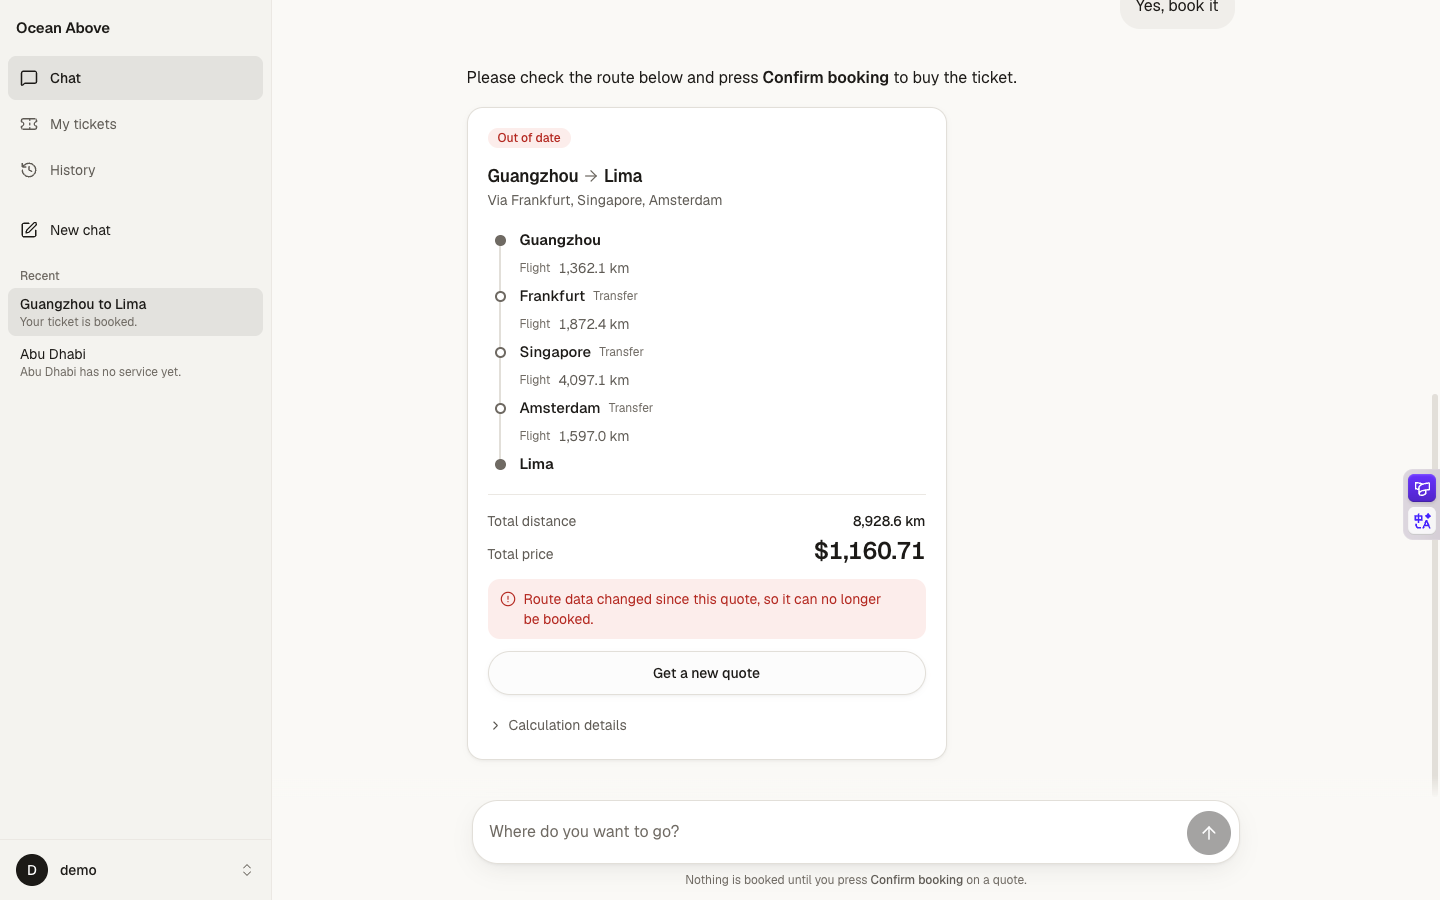 Ocean Above
Chat
My tickets
History
New chat
Recent
Guangzhou to Lima
Your ticket is booked.
Abu Dhabi
Abu Dhabi has no service yet.
D
demo
Yes, book it
Please check the route below and press Confirm booking to buy the ticket.
Out of date
Guangzhou → Lima
Via Frankfurt, Singapore, Amsterdam
Guangzhou
Flight 1,362.1 km
Frankfurt Transfer
Flight 1,872.4 km
Singapore Transfer
Flight 4,097.1 km
Amsterdam Transfer
Flight 1,597.0 km
Lima
Total distance 8,928.6 km
Total price $1,160.71
Route data changed since this quote, so it can no longer
be booked.
Get a new quote
Calculation details
Where do you want to go?
Nothing is booked until you press Confirm booking on a quote.
中A